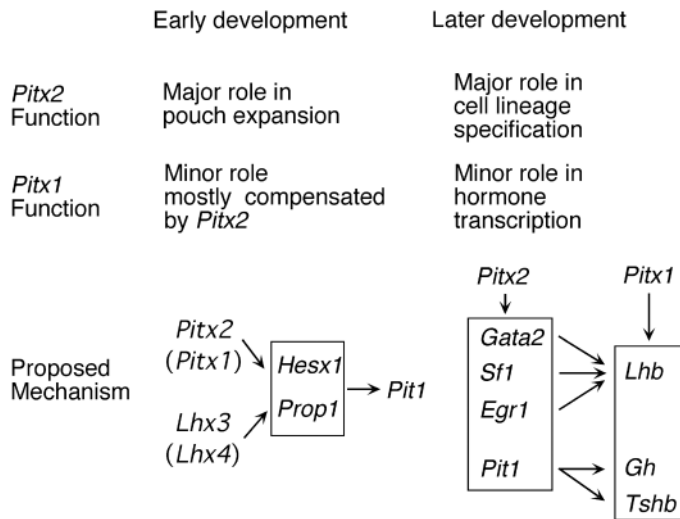 Early development
Later development
Pitx2
Function
Major role in
pouch expansion
Major role in
cell lineage
specification
Pitx1
Function
Minor role
mostly compensated
by Pitx2
Minor role in
hormone
transcription
Proposed
Mechanism
Pitx2
(Pitx1)
Lhx3
(Lhx4)
Hesx1
Prop1
Pit1
Pitx2
Gata2
Sf1
Egr1
Pit1
Pitx1
Lhb
Gh
Tshb